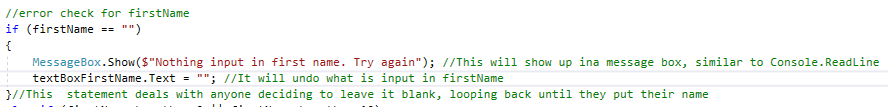 //error check for firstName
if (firstName == "")
{
MessageBox.Show($"Nothing input in first name. Try again"); //This will show up ina message box, similar to Console.ReadLine
textBoxFirstName.Text = ""; //It will undo what is input in firstName
}//This  statement deals with anyone deciding to leave it blank, looping back until they put their name